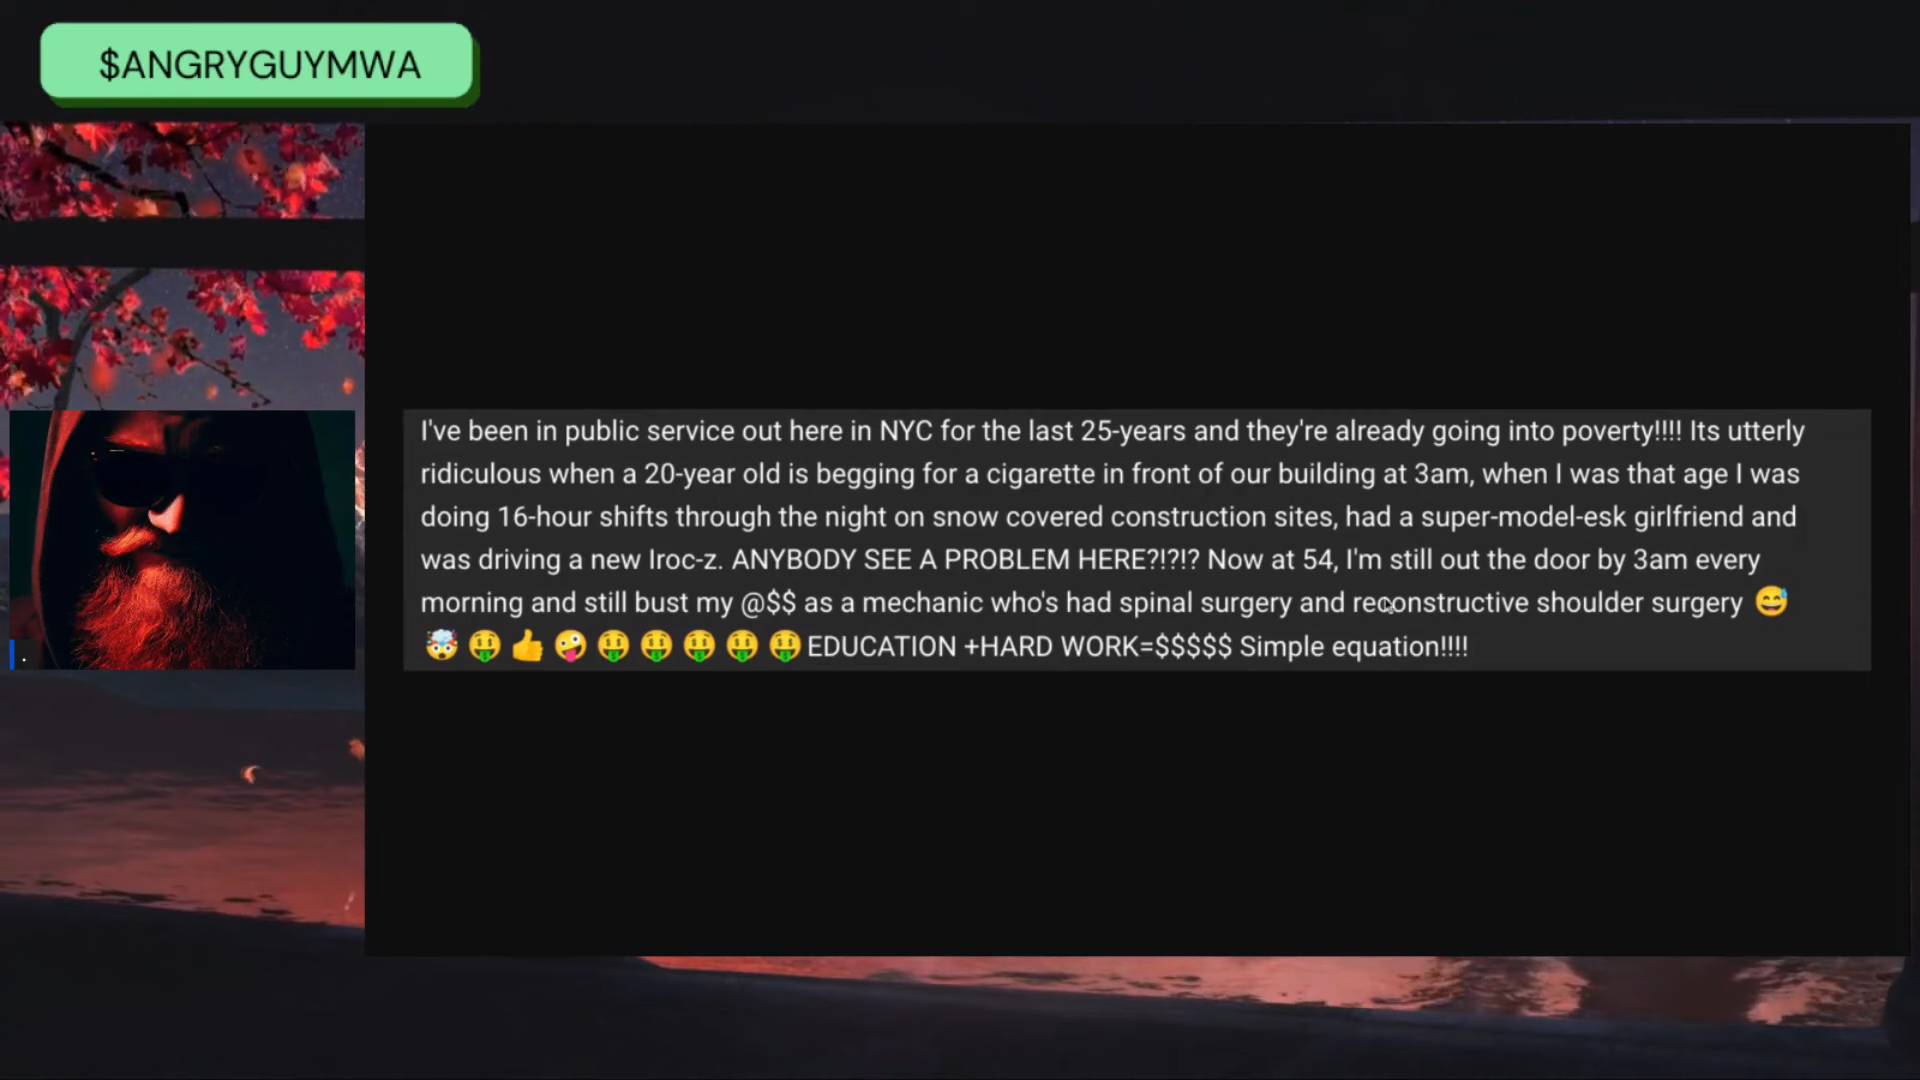 $ANGRYGUYMWA
I've been in public service out here in NYC for the last 25-years and they're already going into poverty!!!! Its utterly
ridiculous when a 20-year old is begging for a cigarette in front of our building at 3am, when I was that age I was
doing 16-hour shifts through the night on snow covered construction sites, had a super-model-esk girlfriend and
was driving a new Iroc-z. ANYBODY SEE A PROBLEM HERE?!?!? Now at 54, I'm still out the door by 3am every
morning and still bust my @$$ as a mechanic who's had spinal surgery and reconstructive shoulder surgery 😅
🤯 🤑 👍 🤪 🤑 🤑 🤑 🤑 🤑 EDUCATION +HARD WORK=$$$$$ Simple equation!!!!
.